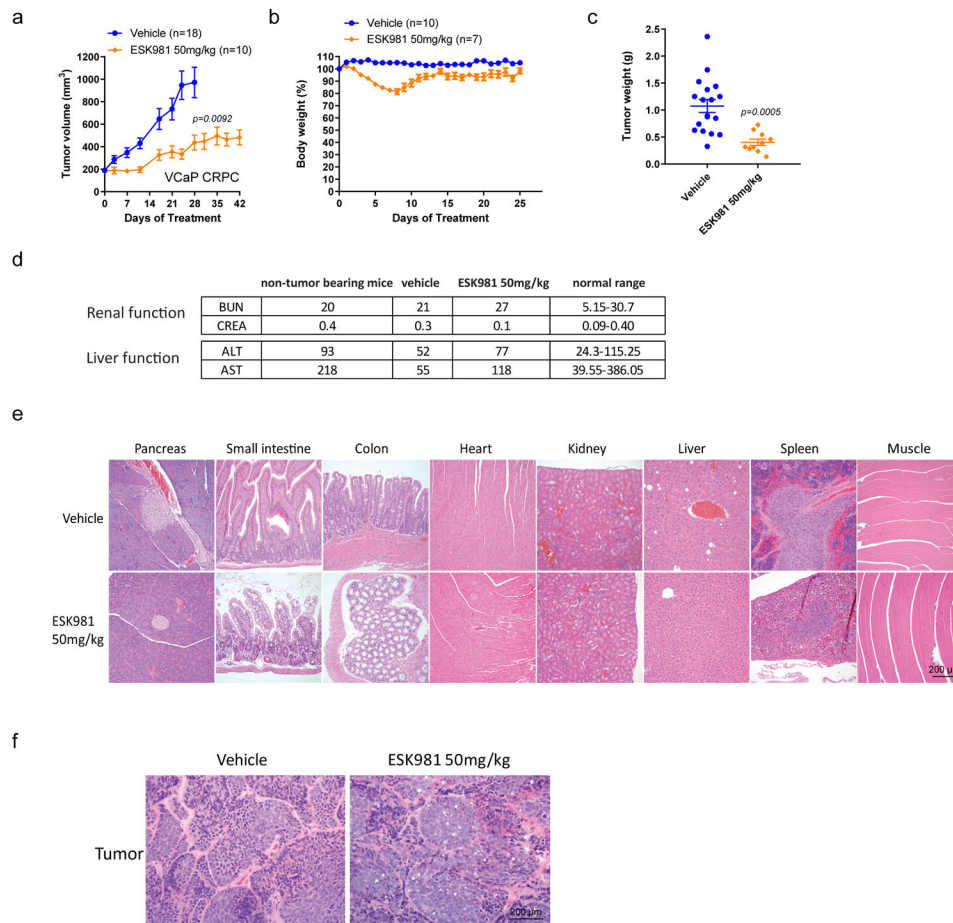 a
Vehicle (n=18)
ESK981 50mg/kg (n=10)
1200
1000
800
600
400
200
0
Tumor volume (mm³)
p=0.0092
VCaP CRPC
0 7 14 21 28 35 42
Days of Treatment
b
Vehicle (n=10)
ESK981 50mg/kg (n=7)
120
110
100
90
80
70
60
50
40
30
20
10
0
Body weight (%)
0 5 10 15 20 25
Days of Treatment
c
2.5
2.0
1.5
1.0
0.5
0.0
Tumor weight (g)
p=0.0005
Vehicle
ESK981 50mg/kg
d
non-tumor bearing mice vehicle ESK981 50mg/kg normal range
Renal function
BUN 20 21 27 5.15-30.7
CREA 0.4 0.3 0.1 0.09-0.40
Liver function
ALT 93 52 77 24.3-115.25
AST 218 55 118 39.55-386.05
e
Pancreas Small intestine Colon Heart Kidney Liver Spleen Muscle
Vehicle
ESK981
50mg/kg
200 µm
f
Vehicle ESK981 50mg/kg
Tumor
200 µm